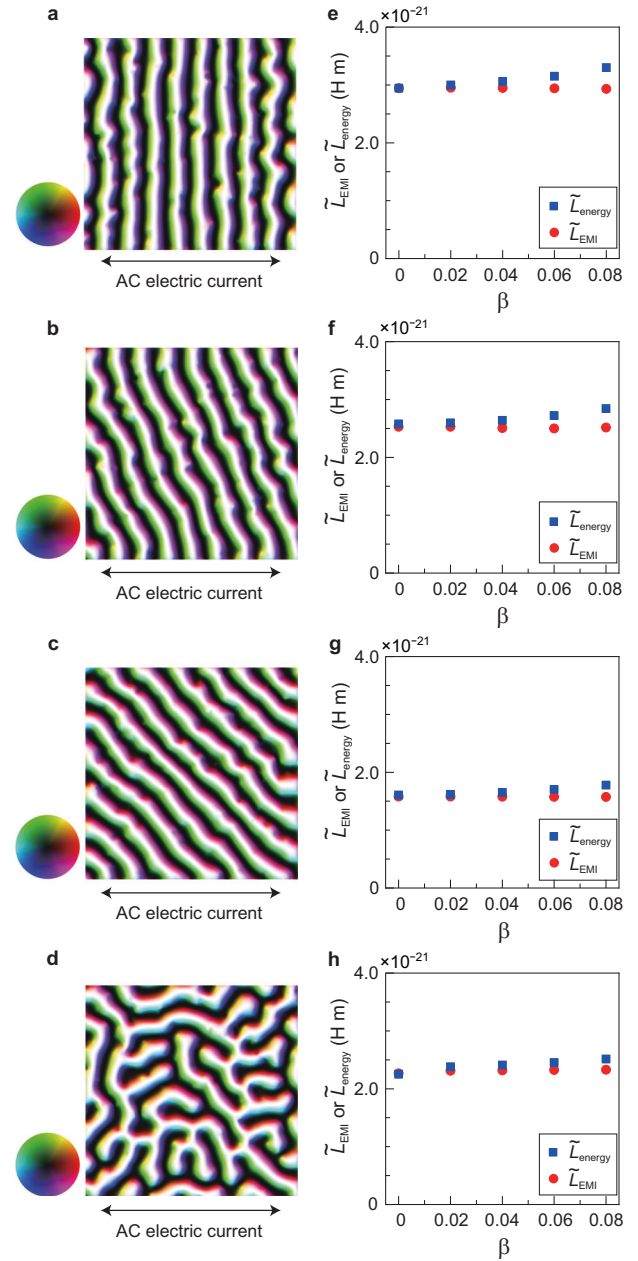 a
AC electric current
e
×10⁻²¹
4.0
2.0
0
L̃EMI or L̃energy (H m)
L̃energy
L̃EMI
0 0.02 0.04 0.06 0.08
β
b
AC electric current
f
×10⁻²¹
4.0
2.0
0
L̃EMI or L̃energy (H m)
L̃energy
L̃EMI
0 0.02 0.04 0.06 0.08
β
c
AC electric current
g
×10⁻²¹
4.0
2.0
0
L̃EMI or L̃energy (H m)
L̃energy
L̃EMI
0 0.02 0.04 0.06 0.08
β
d
AC electric current
h
×10⁻²¹
4.0
2.0
0
L̃EMI or L̃energy (H m)
L̃energy
L̃EMI
0 0.02 0.04 0.06 0.08
β